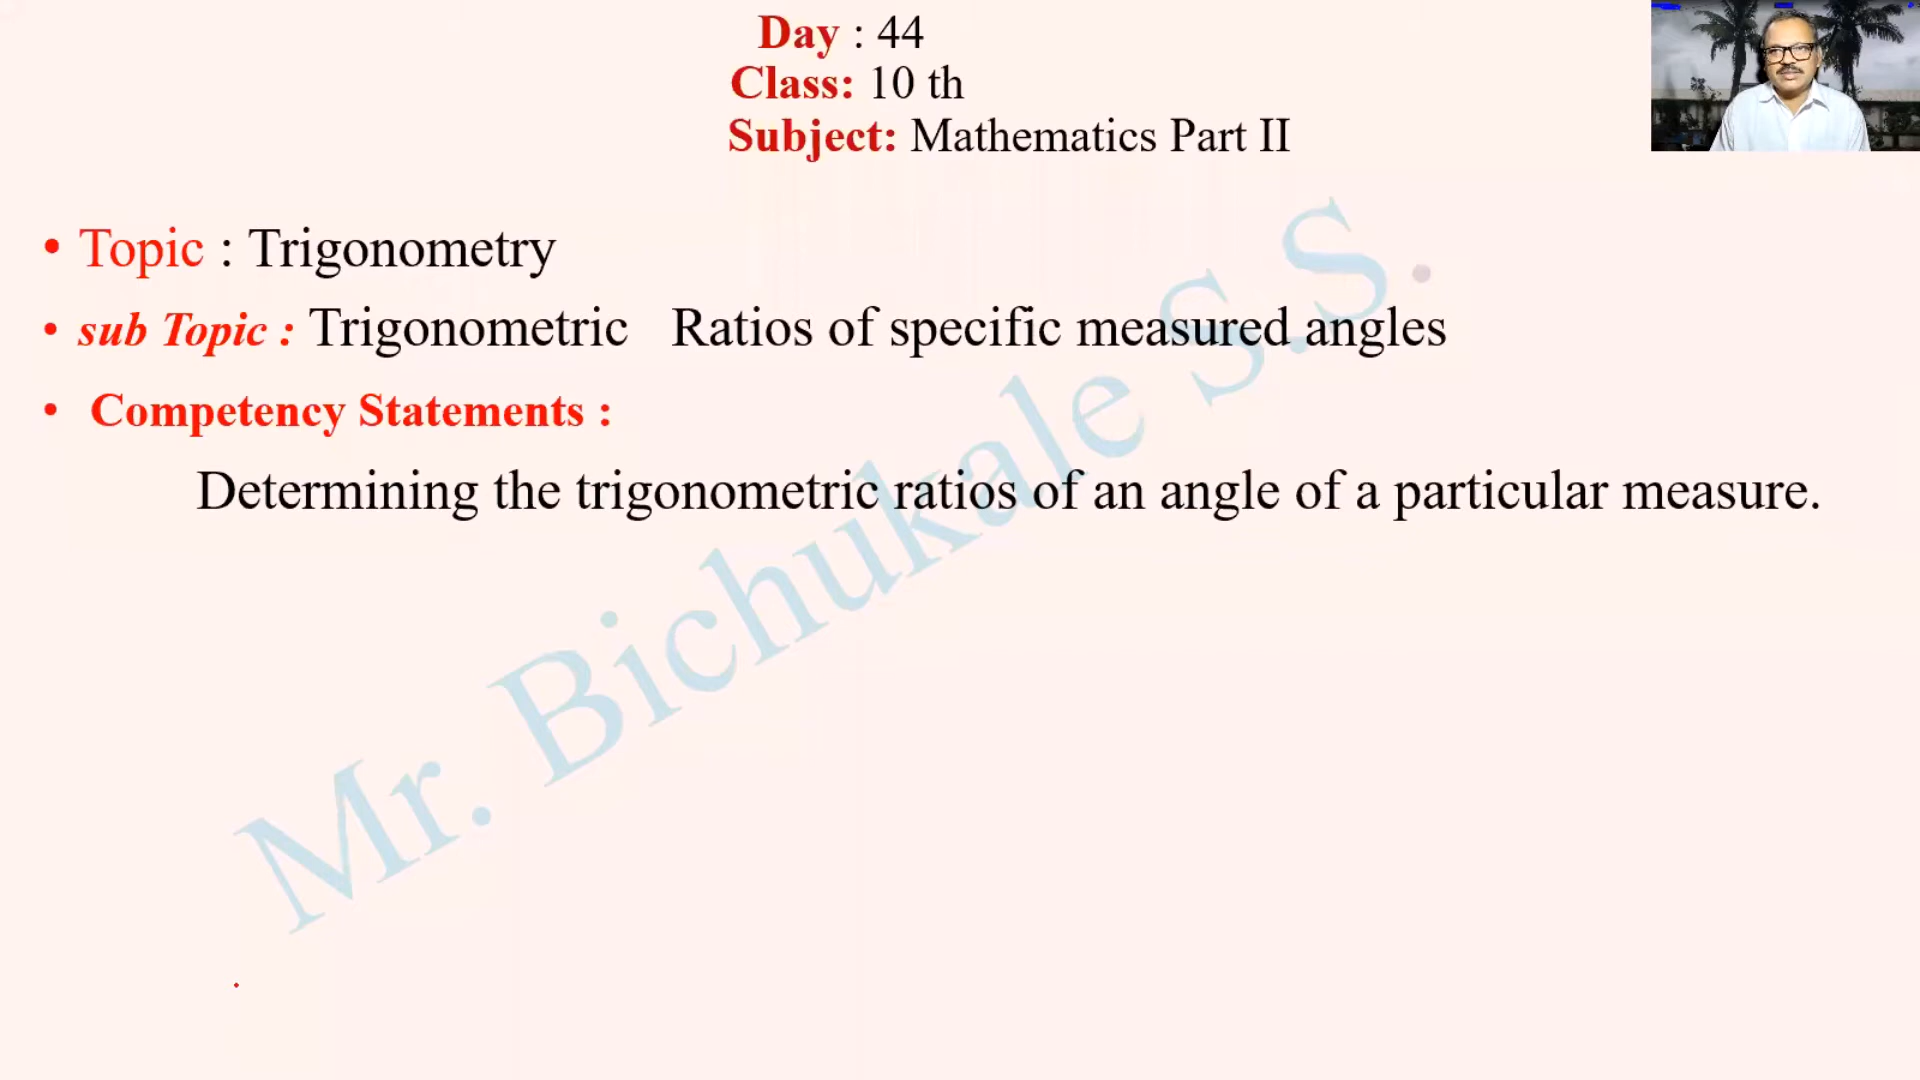 Day : 44
Class: 10 th
Subject: Mathematics Part II
• Topic : Trigonometry
• sub Topic : Trigonometric Ratios of specific measured angles
• Competency Statements :
Determining the trigonometric ratios of an angle of a particular measure.
Mr. Bichukale S.S.